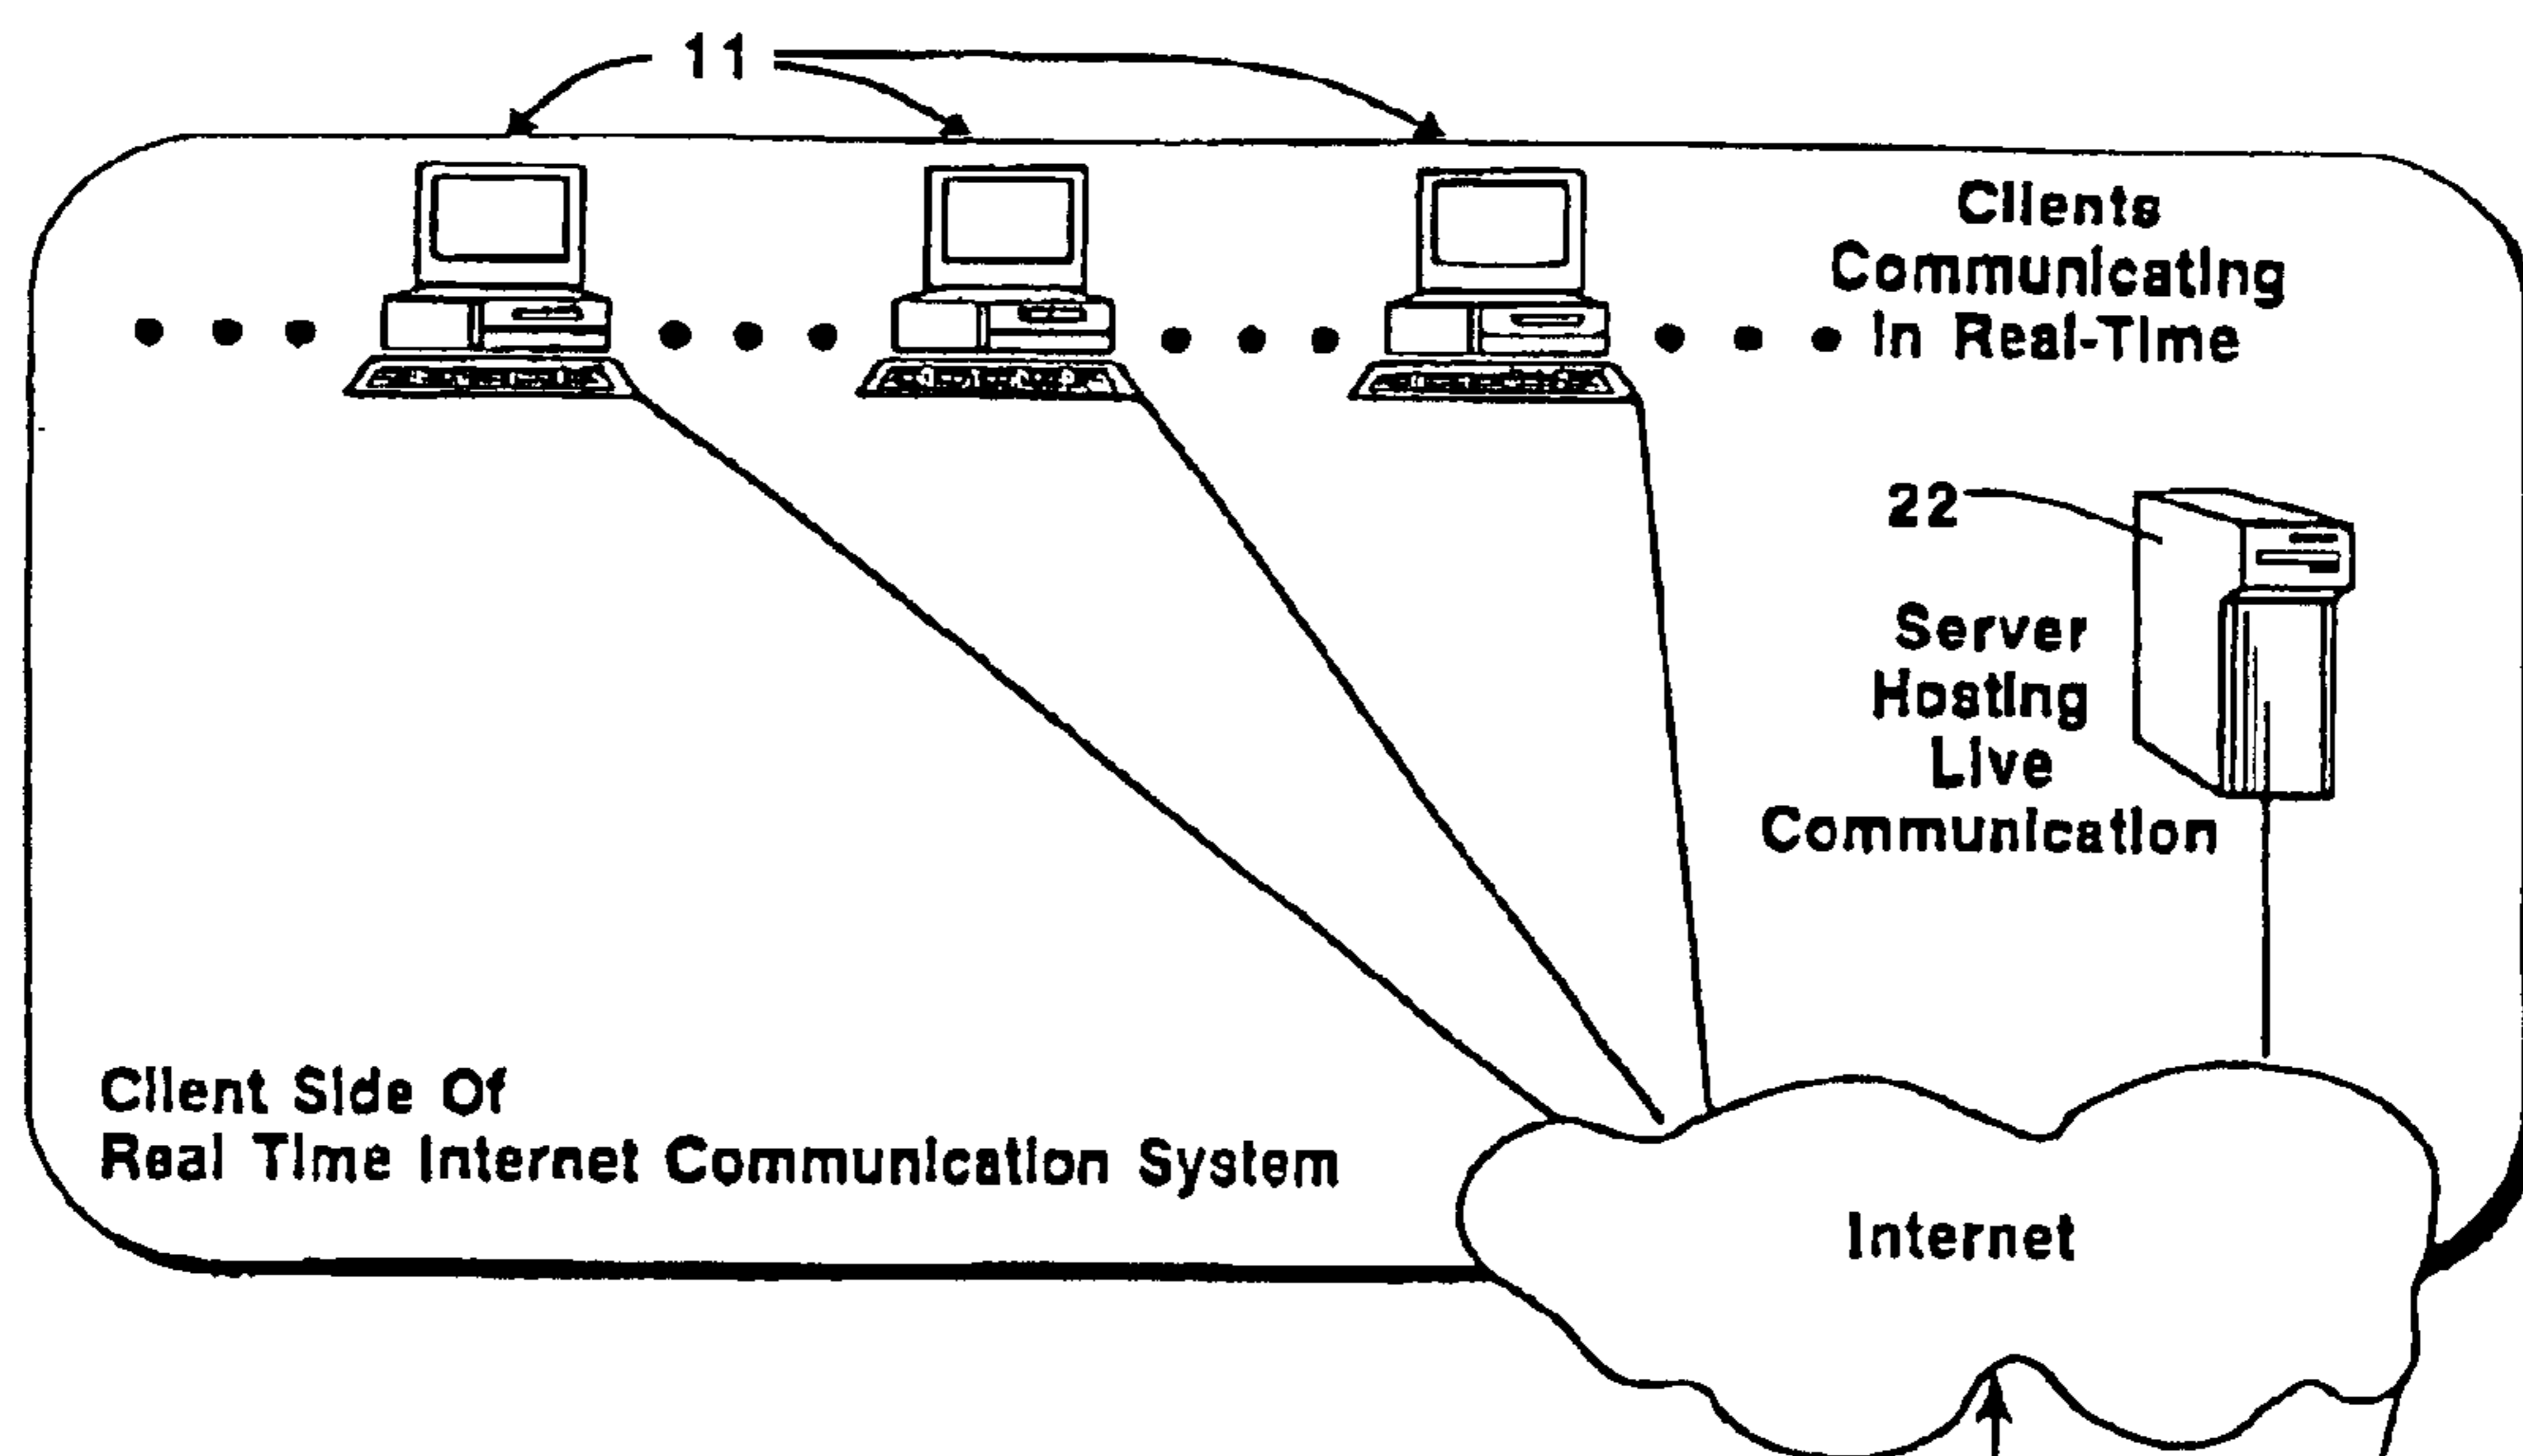 11
Clients
Communicating
In Real-Time
22
Server
Hosting
Live
Communication
Client Side Of
Real Time Internet Communication System
Internet